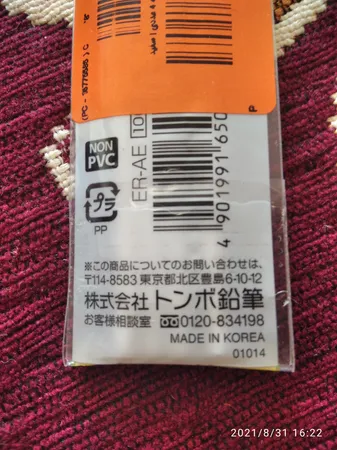 NON
PVC
PP
ER-AE
4 901991 650
※この商品についてのお問い合わせは、
〒114-8583 東京都北区豊島6-10-12
株式会社 トンボ鉛筆
お客様相談室 0120-834198
MADE IN KOREA
01014
2021/8/31 16:22